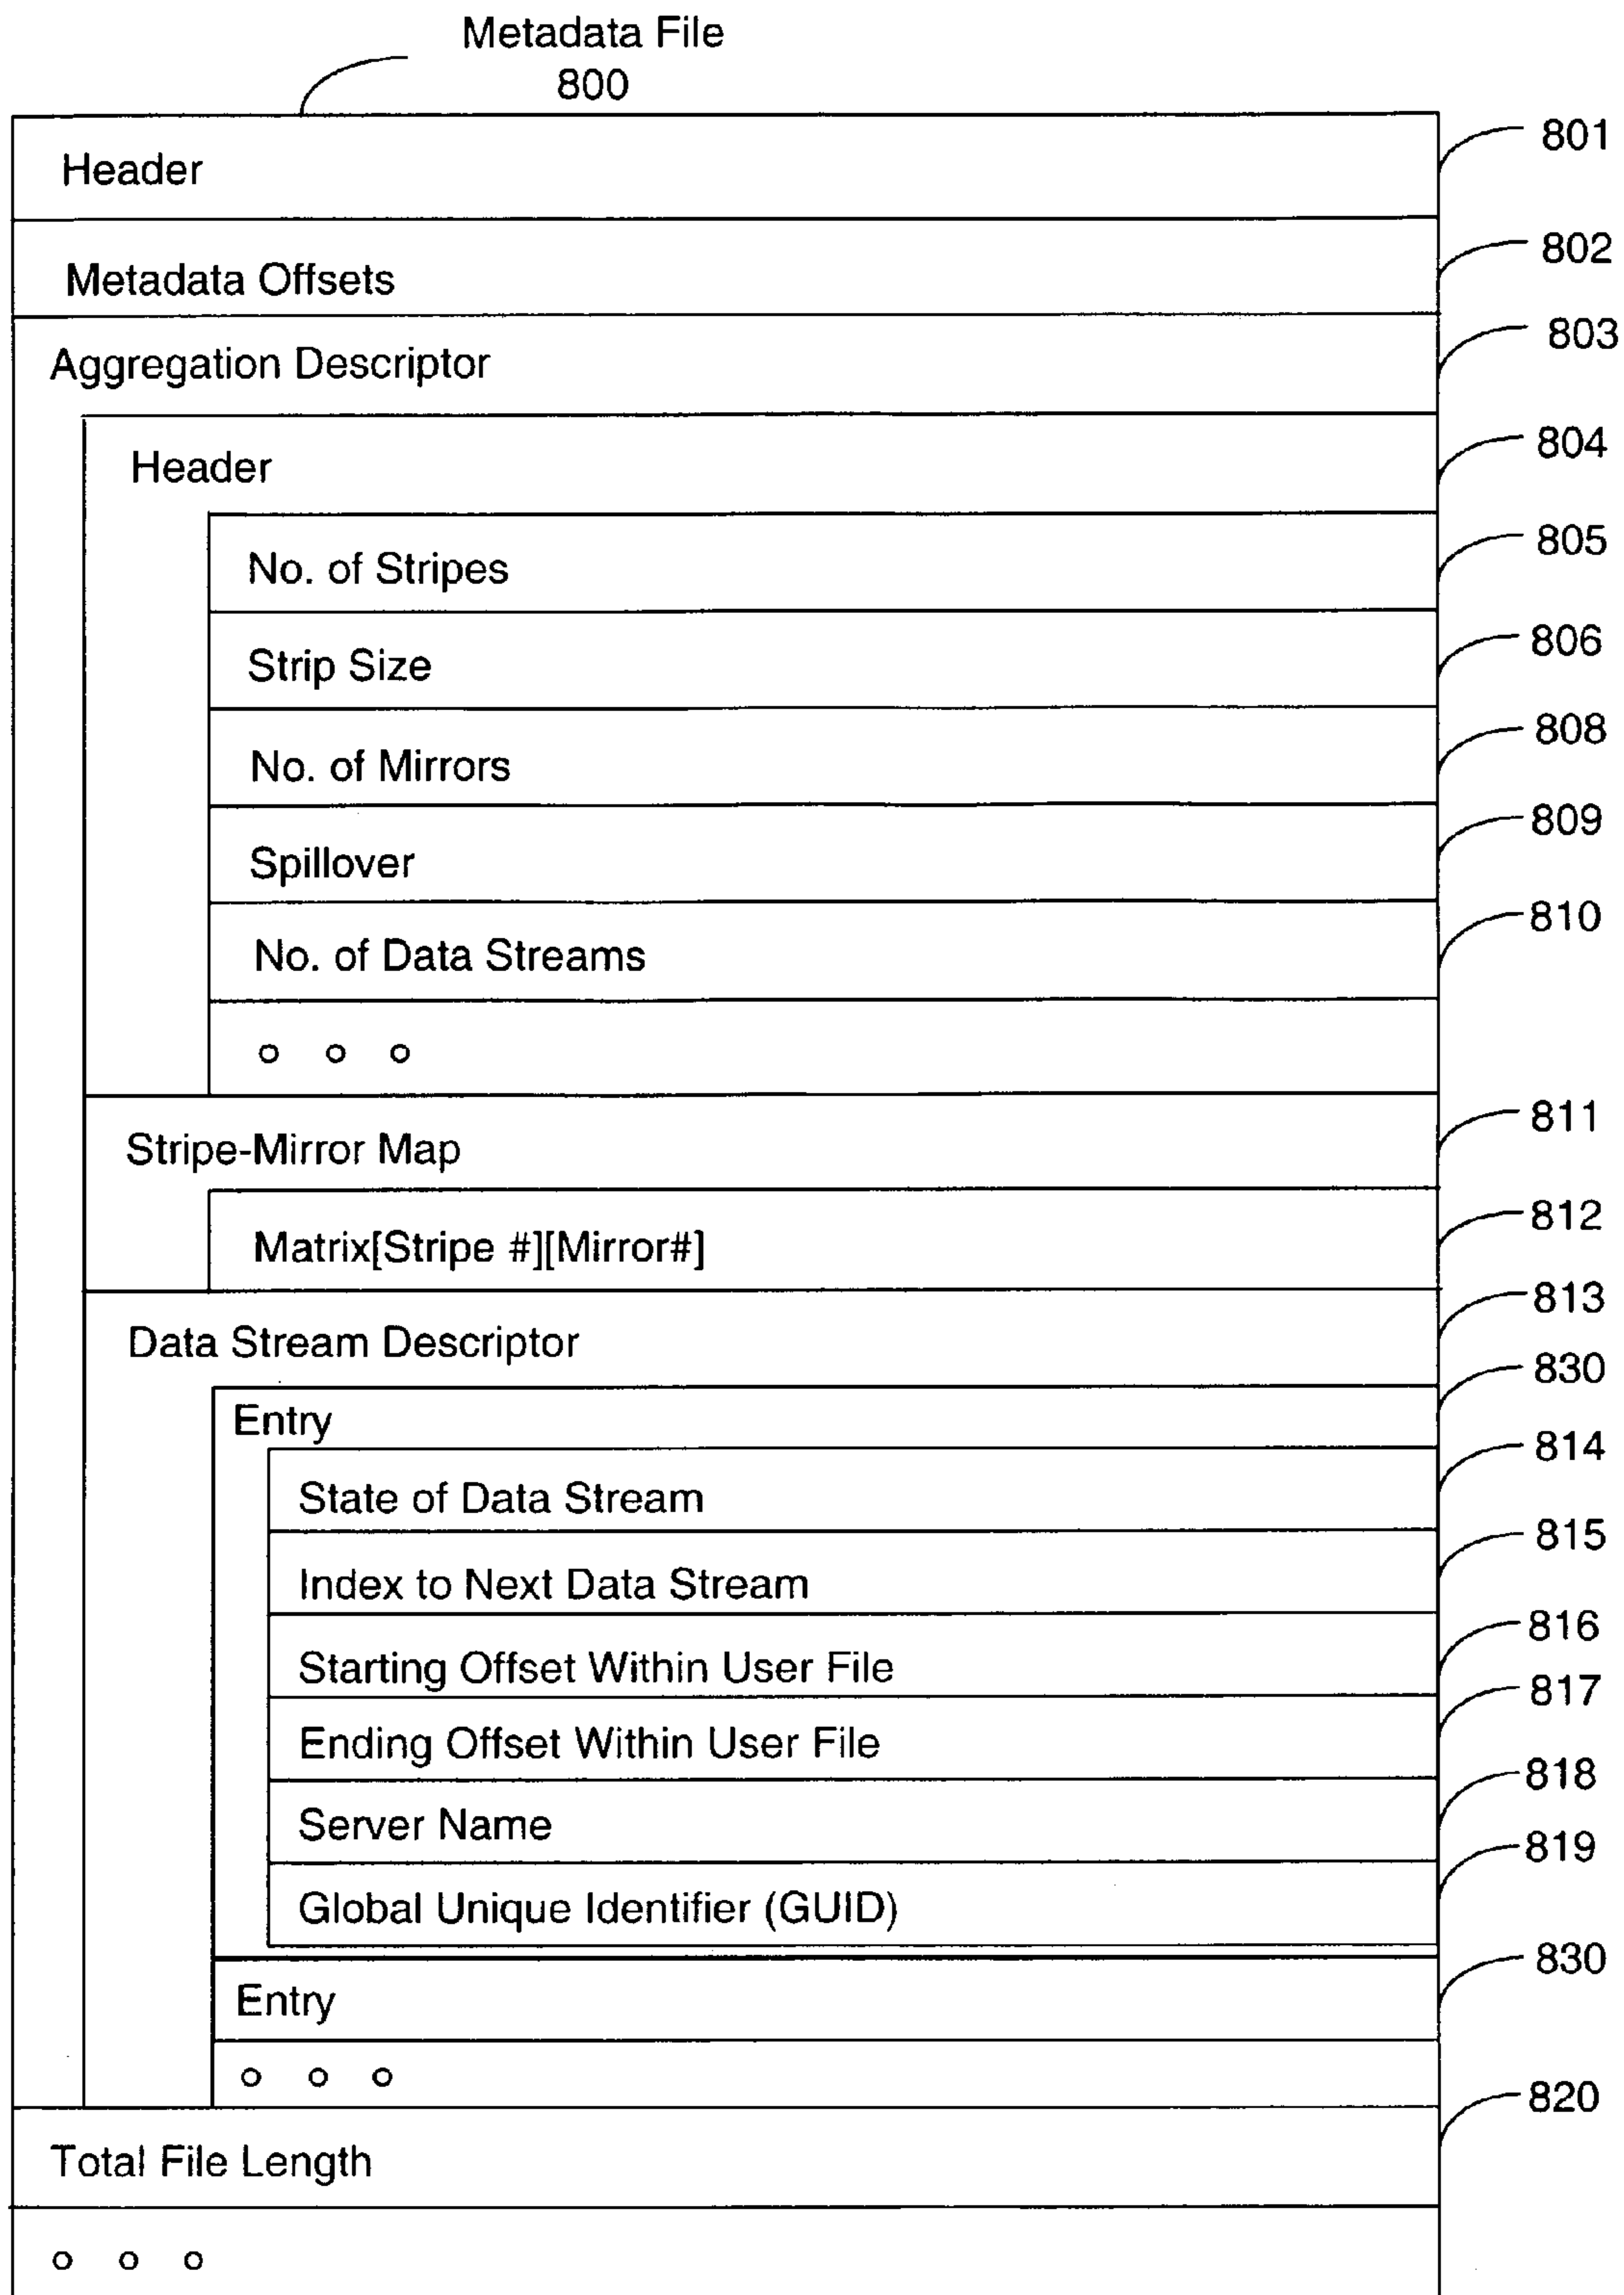 Metadata File
800
Header 801
Metadata Offsets 802
Aggregation Descriptor 803
Header 804
No. of Stripes 805
Strip Size 806
No. of Mirrors 808
Spillover 809
No. of Data Streams 810
Stripe-Mirror Map 811
Matrix[Stripe #][Mirror#] 812
Data Stream Descriptor 813
Entry 830
State of Data Stream 814
Index to Next Data Stream 815
Starting Offset Within User File 816
Ending Offset Within User File 817
Server Name 818
Global Unique Identifier (GUID) 819
Entry 830
Total File Length 820